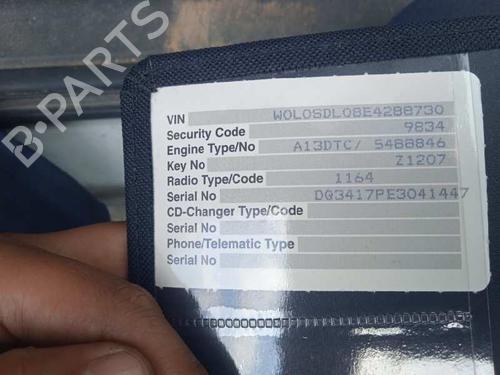 B-PARTS
VIN W0L0SDL08E4288730
Security Code 9834
Engine Type/No A13DTC/ 5488846
Key No Z1207
Radio Type/Code 1164
Serial No DQ3417PE3041447
CD-Changer Type/Code
Serial No
Phone/Telematic Type
Serial No